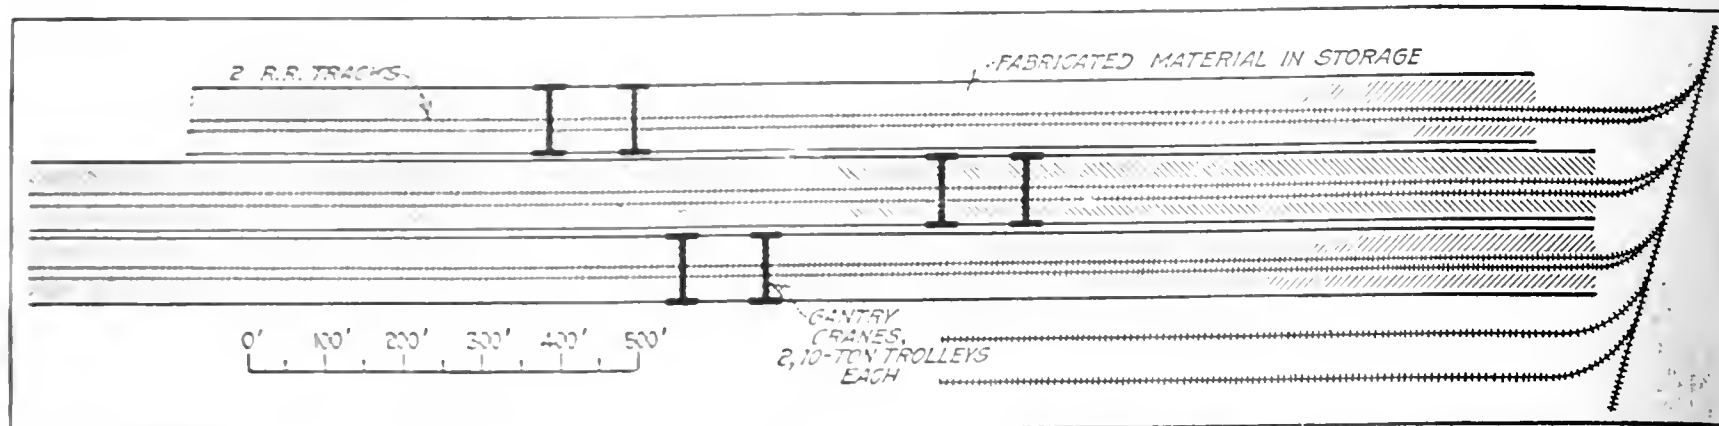 2 R.R. TRACKS
FABRICATED MATERIAL IN STORAGE
0' 100' 200' 300' 400' 500'
GANTRY
CRANES,
2,10-TON TROLLEYS
EACH